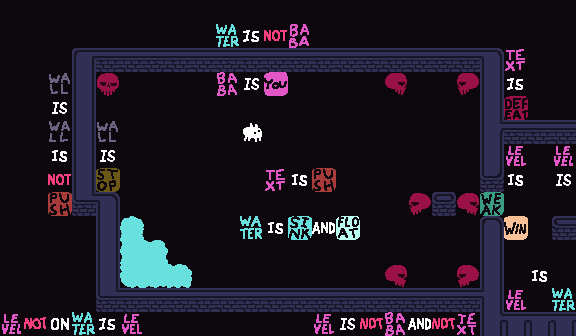 WATER IS NOT BABA
WALL IS WALL IS NOT PUSH
WALL IS STOP
BABA IS YOU
TEXT IS DEFEAT
TEXT IS PUSH
WATER IS SINK AND FLOAT
WEAK
LEVEL IS WIN
LEVEL IS
IS
LEVEL WATER
LEVEL NOT ON WATER IS LEVEL
LEVEL IS NOT BABA AND NOT TEXT